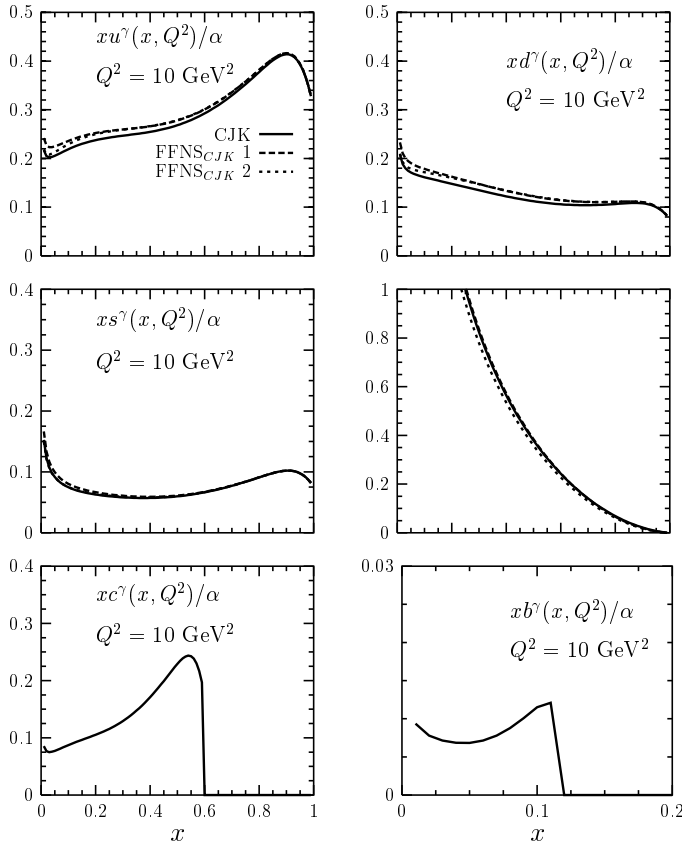 0.5
0.4
0.3
0.2
0.1
0
xu^γ(x, Q²)/α
Q² = 10 GeV²
CJK
FFNS_CJK 1
FFNS_CJK 2
0.5
0.4
0.3
0.2
0.1
0
xd^γ(x, Q²)/α
Q² = 10 GeV²
0.4
0.3
0.2
0.1
0
xs^γ(x, Q²)/α
Q² = 10 GeV²
1
0.8
0.6
0.4
0.2
0
0.4
0.3
0.2
0.1
0
xc^γ(x, Q²)/α
Q² = 10 GeV²
0 0.2 0.4 0.6 0.8 1
x
0.03
0
xb^γ(x, Q²)/α
Q² = 10 GeV²
0 0.1 0.2
x